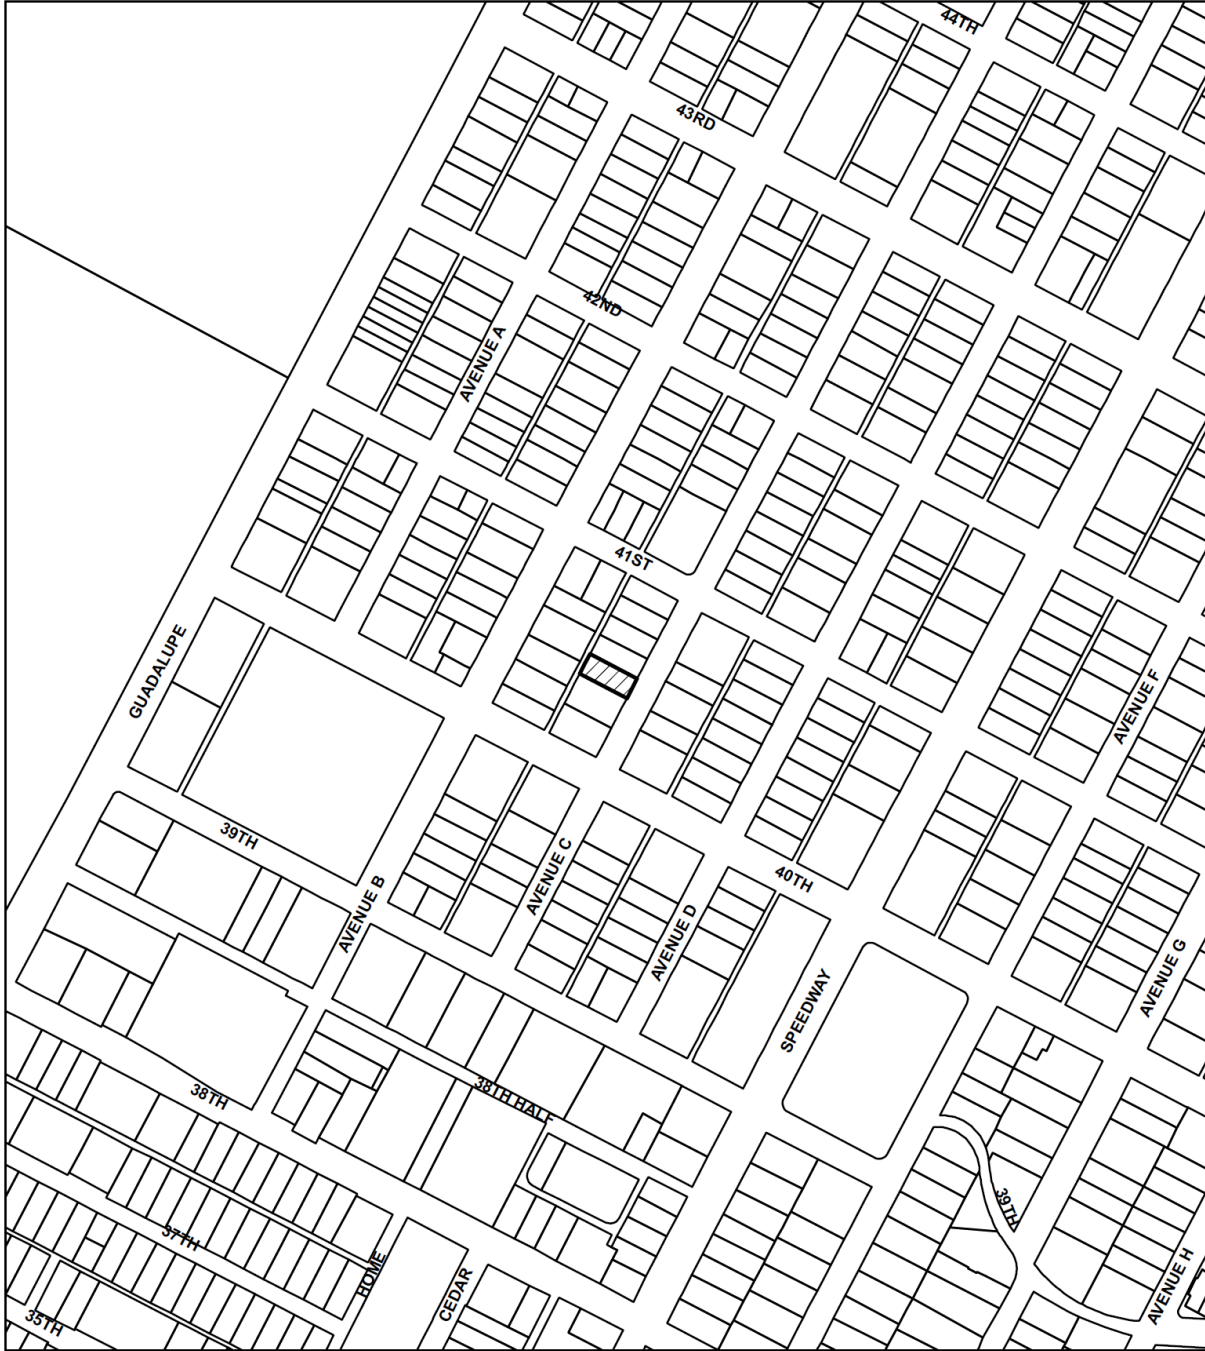 44TH
43RD
42ND
AVENUE A
41ST
GUADALUPE
AVENUE F
39TH
AVENUE C
40TH
AVENUE B
AVENUE D
AVENUE G
SPEEDWAY
38TH
38TH HALF
39TH
37TH
HOME
CEDAR
AVENUE H
35TH